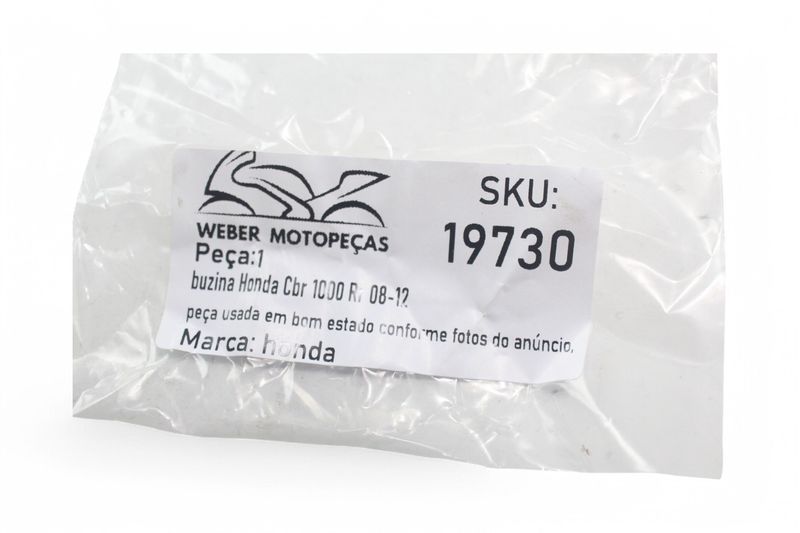 WEBER MOTOPEÇAS
SKU:
19730
Peça:1
buzina Honda Cbr 1000 Rr 08-12
peça usada em bom estado conforme fotos do anúncio.
Marca: honda